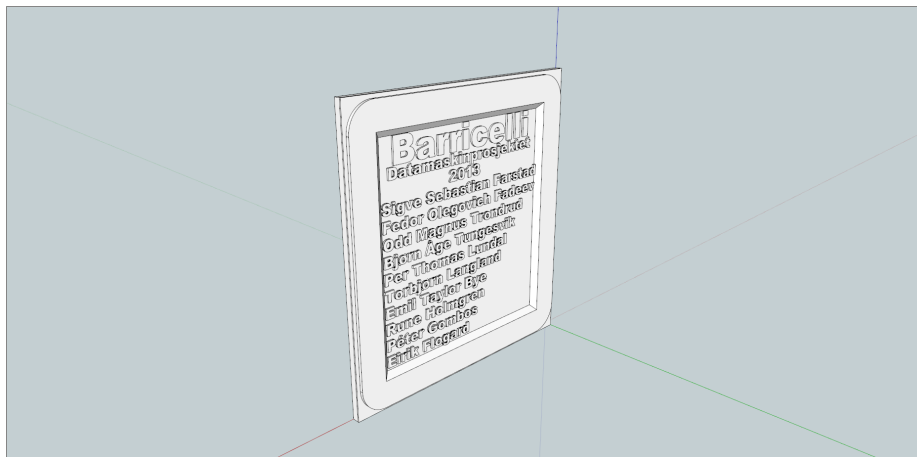 Barricelli
Datamaskinprosjektet
2013
Sigve Sebastian Farstad
Fedor Olegovich Fadeev
Odd Magnus Trondrud
Bjørn Åge Tungesvik
Per Thomas Lundal
Torbjørn Langland
Emil Taylor Bye
Rune Holmgren
Péter Gombos
Eirik Flogard